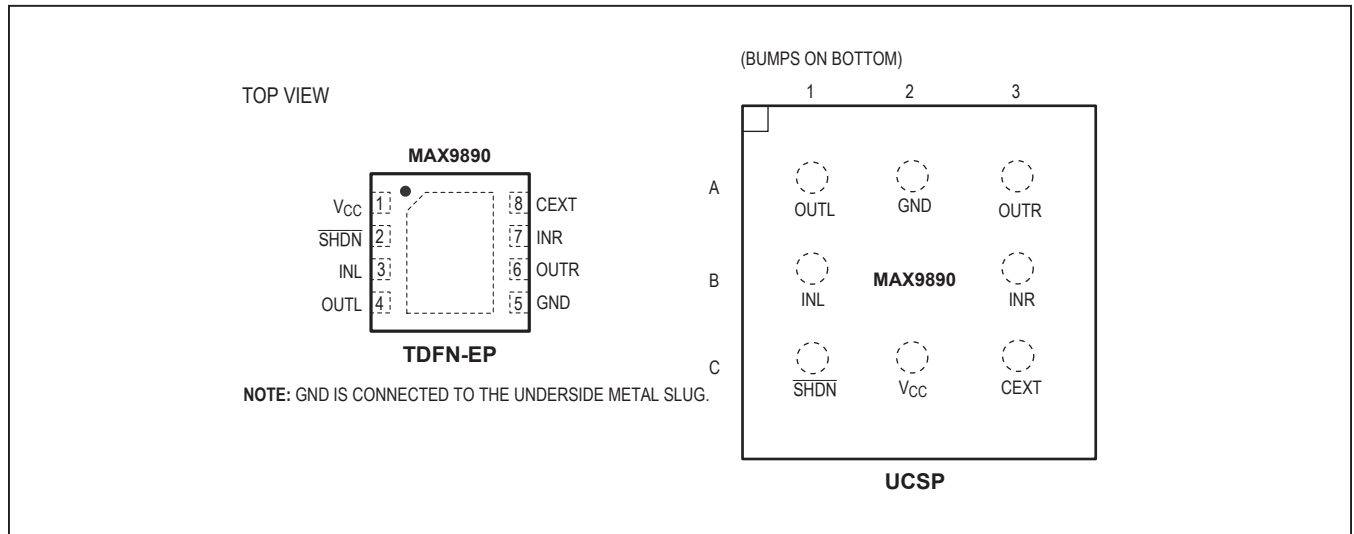 TOP VIEW
MAX9890
VCC 1
SHDN 2
INL 3
OUTL 4
8 CEXT
7 INR
6 OUTR
5 GND
TDFN-EP
NOTE: GND IS CONNECTED TO THE UNDERSIDE METAL SLUG.
(BUMPS ON BOTTOM)
1 2 3
A
OUTL GND OUTR
B
MAX9890
INL INR
C
SHDN VCC CEXT
UCSP